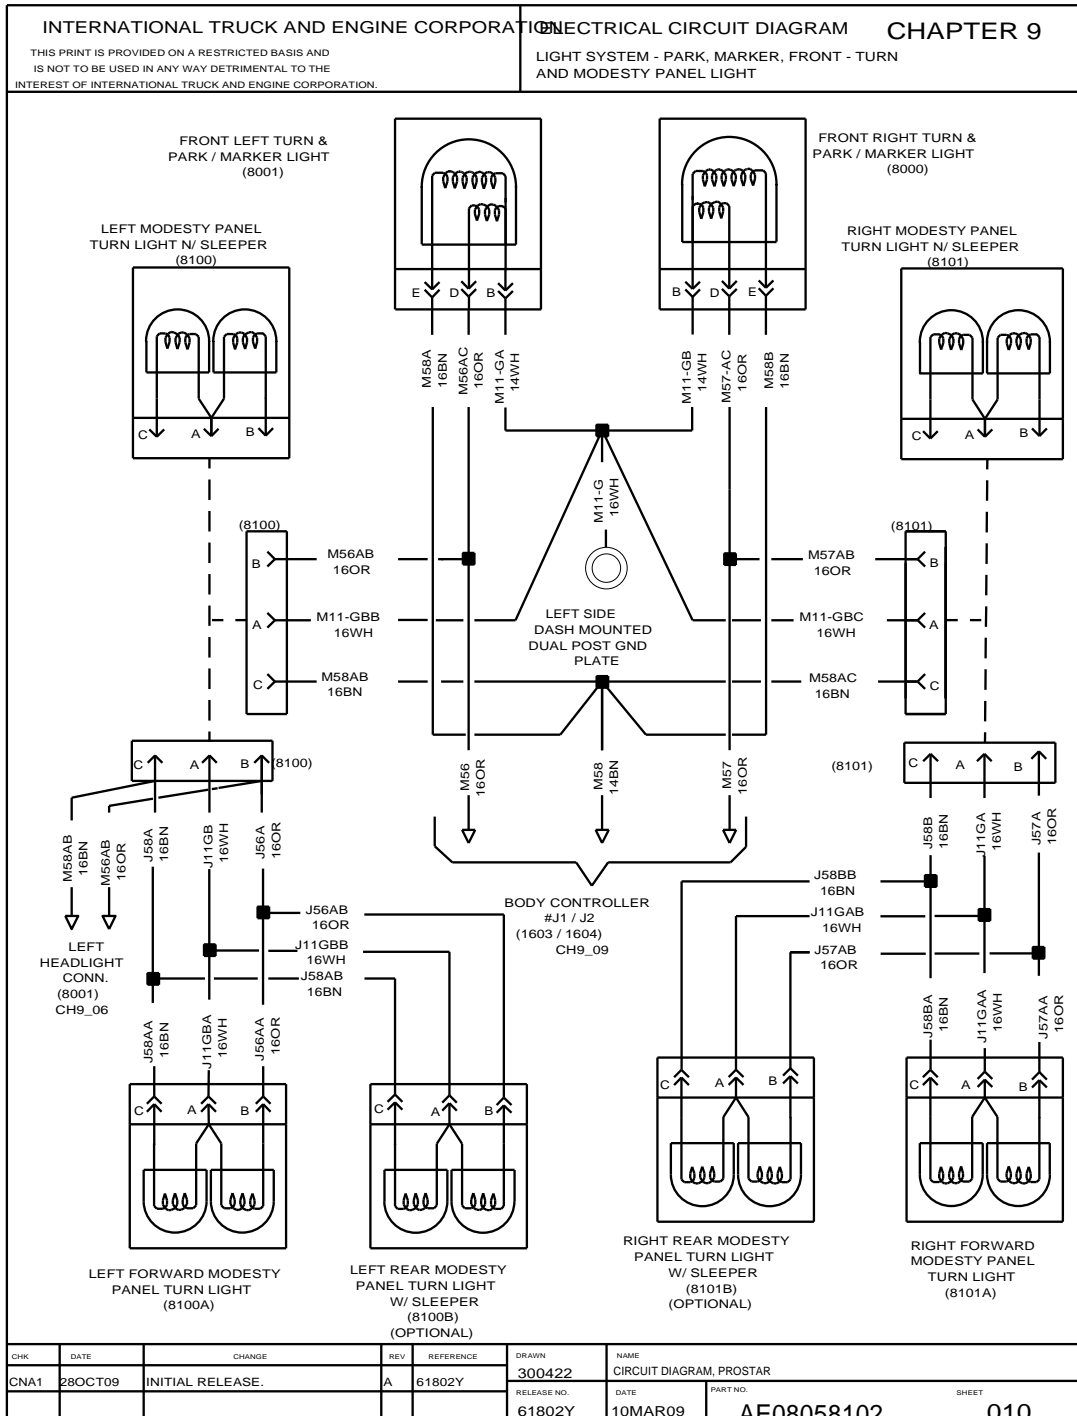 INTERNATIONAL TRUCK AND ENGINE CORPORATION
THIS PRINT IS PROVIDED ON A RESTRICTED BASIS AND
IS NOT TO BE USED IN ANY WAY DETRIMENTAL TO THE
INTEREST OF INTERNATIONAL TRUCK AND ENGINE CORPORATION.
ELECTRICAL CIRCUIT DIAGRAM
CHAPTER 9
LIGHT SYSTEM - PARK, MARKER, FRONT - TURN
AND MODESTY PANEL LIGHT
FRONT LEFT TURN &
PARK / MARKER LIGHT
(8001)
FRONT RIGHT TURN &
PARK / MARKER LIGHT
(8000)
LEFT MODESTY PANEL
TURN LIGHT N/ SLEEPER
(8100)
RIGHT MODESTY PANEL
TURN LIGHT N/ SLEEPER
(8101)
E D B
B D E
M58A
16BN
M56AC
16OR
M11-GA
14WH
M11-GB
14WH
M57-AC
16OR
M58B
16BN
C A B
C A B
M11-G
16WH
(8100)
(8101)
B
M56AB
16OR
M57AB
16OR
B
A
M11-GBB
16WH
M11-GBC
16WH
A
C
M58AB
16BN
M58AC
16BN
C
LEFT SIDE
DASH MOUNTED
DUAL POST GND
PLATE
C A B
(8100)
(8101)
C A B
M56
16OR
M58
14BN
M57
16OR
M58AB
16BN
M56AB
16OR
J58A
16BN
J11GB
16WH
J56A
16OR
J58B
16BN
J11GA
16WH
J57A
16OR
LEFT
HEADLIGHT
CONN.
(8001)
CH9_06
BODY CONTROLLER
#J1 / J2
(1603 / 1604)
CH9_09
J56AB
16OR
J11GBB
16WH
J58AB
16BN
J58BB
16BN
J11GAB
16WH
J57AB
16OR
J58AA
16BN
J11GBA
16WH
J56AA
16OR
J58BA
16BN
J11GAA
16WH
J57AA
16OR
C A B
C A B
C A B
C A B
LEFT FORWARD MODESTY
PANEL TURN LIGHT
(8100A)
LEFT REAR MODESTY
PANEL TURN LIGHT
W/ SLEEPER
(8100B)
(OPTIONAL)
RIGHT REAR MODESTY
PANEL TURN LIGHT
W/ SLEEPER
(8101B)
(OPTIONAL)
RIGHT FORWARD
MODESTY PANEL
TURN LIGHT
(8101A)
CHK DATE CHANGE REV REFERENCE
CNA1 28OCT09 INITIAL RELEASE. A 61802Y
DRAWN
300422
NAME
CIRCUIT DIAGRAM, PROSTAR
RELEASE NO.
61802Y
DATE
10MAR09
PART NO.
AE08058102
SHEET
010